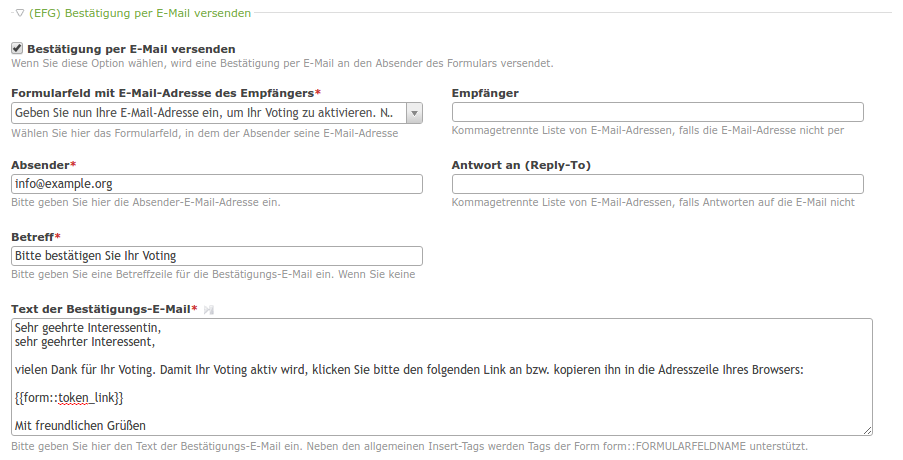 (EFG) Bestätigung per E-Mail versenden
Bestätigung per E-Mail versenden
Wenn Sie diese Option wählen, wird eine Bestätigung per E-Mail an den Absender des Formulars versendet.
Formularfeld mit E-Mail-Adresse des Empfängers*
Geben Sie nun Ihre E-Mail-Adresse ein, um Ihr Voting zu aktivieren. N..
Wählen Sie hier das Formularfeld, in dem der Absender seine E-Mail-Adresse
Empfänger
Kommagetrennte Liste von E-Mail-Adressen, falls die E-Mail-Adresse nicht per
Absender*
info@example.org
Bitte geben Sie hier die Absender-E-Mail-Adresse ein.
Antwort an (Reply-To)
Kommagetrennte Liste von E-Mail-Adressen, falls Antworten auf die E-Mail nicht
Betreff*
Bitte bestätigen Sie Ihr Voting
Bitte geben Sie eine Betreffzeile für die Bestätigungs-E-Mail ein. Wenn Sie keine
Text der Bestätigungs-E-Mail*
Sehr geehrte Interessentin,
sehr geehrter Interessent,
vielen Dank für Ihr Voting. Damit Ihr Voting aktiv wird, klicken Sie bitte den folgenden Link an bzw. kopieren ihn in die Adresszeile Ihres Browsers:
{{form::token_link}}
Mit freundlichen Grüßen
Bitte geben Sie hier den Text der Bestätigungs-E-Mail ein. Neben den allgemeinen Insert-Tags werden Tags der Form form::FORMULARFELDNAME unterstützt.